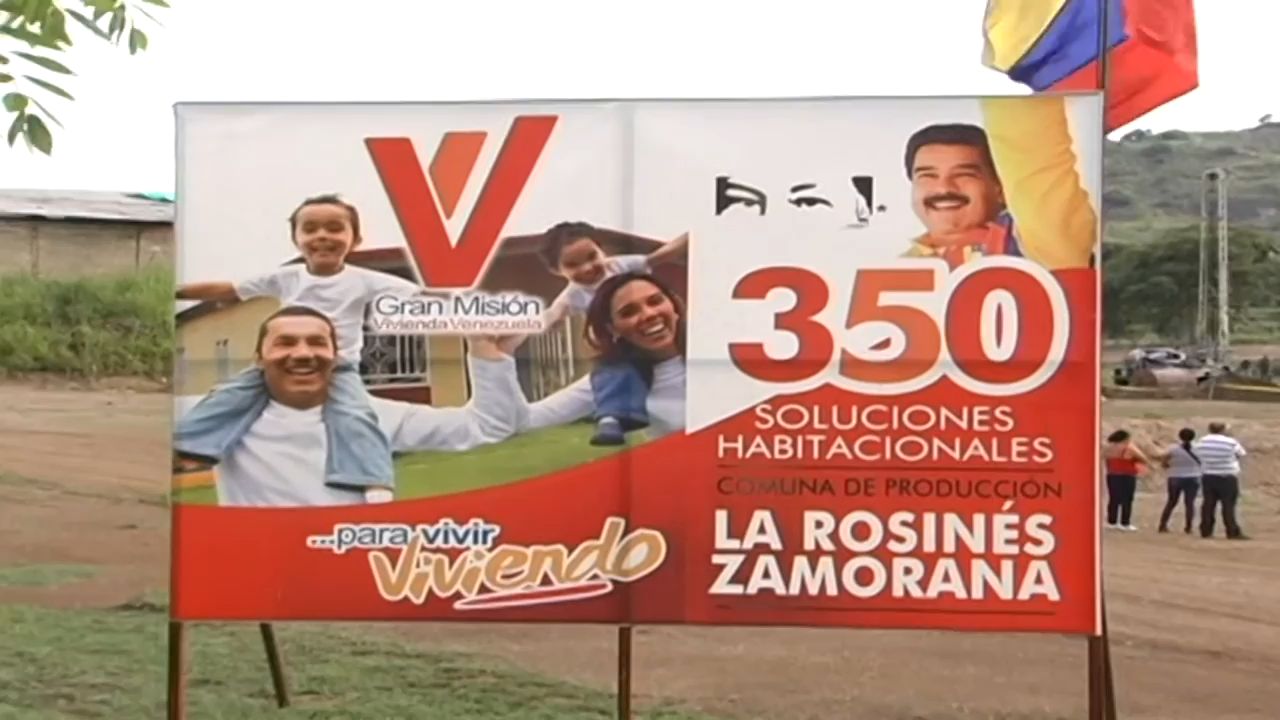 Gran Misión
Vivienda Venezuela
...para vivir
Viviendo
350
SOLUCIONES
HABITACIONALES
COMUNA DE PRODUCCIÓN
LA ROSINÉS
ZAMORANA